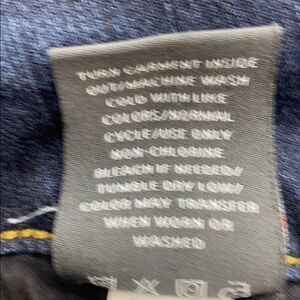 TURN GARMENT INSIDE
OUT/MACHINE WASH
COLD WITH LIKE
COLORS/NORMAL
CYCLE/USE ONLY
NON-CHLORINE
BLEACH IF NEEDED/
TUMBLE DRY LOW/
COLOR MAY TRANSFER
WHEN WORN OR
WASHED